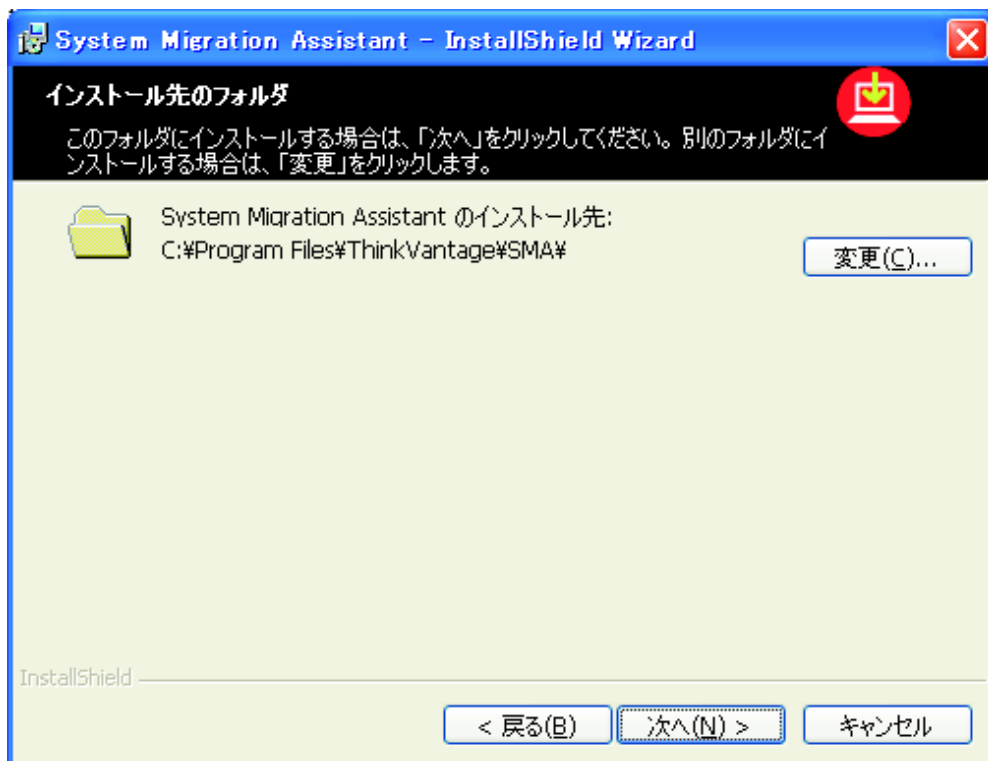 System Migration Assistant - InstallShield Wizard
インストール先のフォルダ
このフォルダにインストールする場合は、「次へ」をクリックしてください。別のフォルダにイ
ンストールする場合は、「変更」をクリックします。
System Migration Assistant のインストール先:
C:¥Program Files¥ThinkVantage¥SMA¥
変更(C)...
InstallShield
< 戻る(B)
次へ(N) >
キャンセル